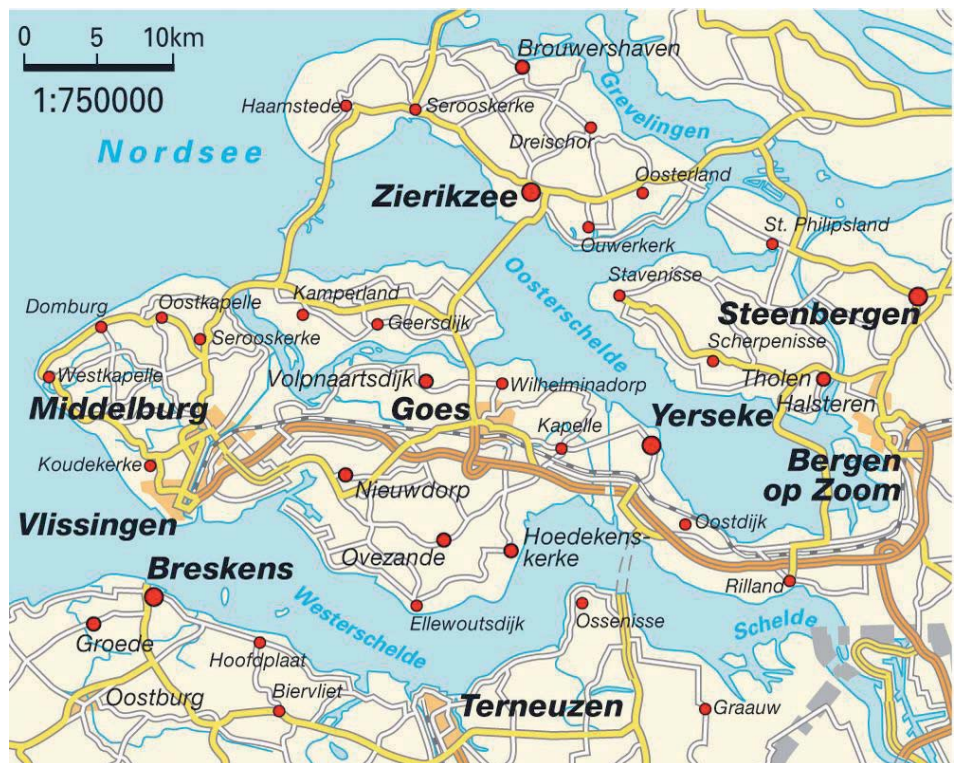 0 5 10km
1:750000
Nordsee
Brouwershaven
Haamstede
Serooskerke
Grevelingen
Dreischor
Zierikzee
Oosterland
Ouwerkerk
St. Philipsland
Oosterschelde
Stavenisse
Kamperland
Oostkapelle
Domburg
Geersdijk
Serooskerke
Steenbergen
Scherpenisse
Westkapelle
Volpnaartsdijk
Wilhelminadorp
Tholen
Halsteren
Middelburg
Goes
Yerseke
Kapelle
Koudekerke
Bergen
op Zoom
Nieuwdorp
Vlissingen
Oostdijk
Hoedekens-
kerke
Ovezande
Breskens
Rilland
Westerschelde
Ellewoutsdijk
Ossenisse
Schelde
Groede
Hoofdplaat
Oostburg
Biervliet
Terneuzen
Graauw